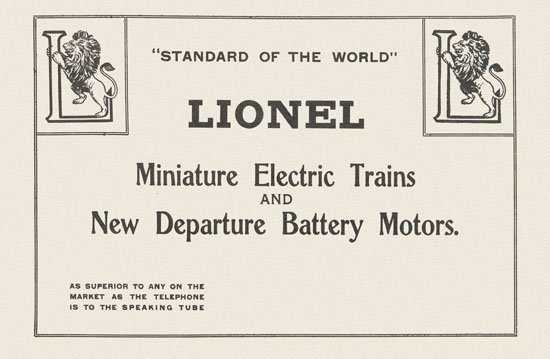 L
L
"STANDARD OF THE WORLD"
LIONEL
Miniature Electric Trains
AND
New Departure Battery Motors.
AS SUPERIOR TO ANY ON THE
MARKET AS THE TELEPHONE
IS TO THE SPEAKING TUBE